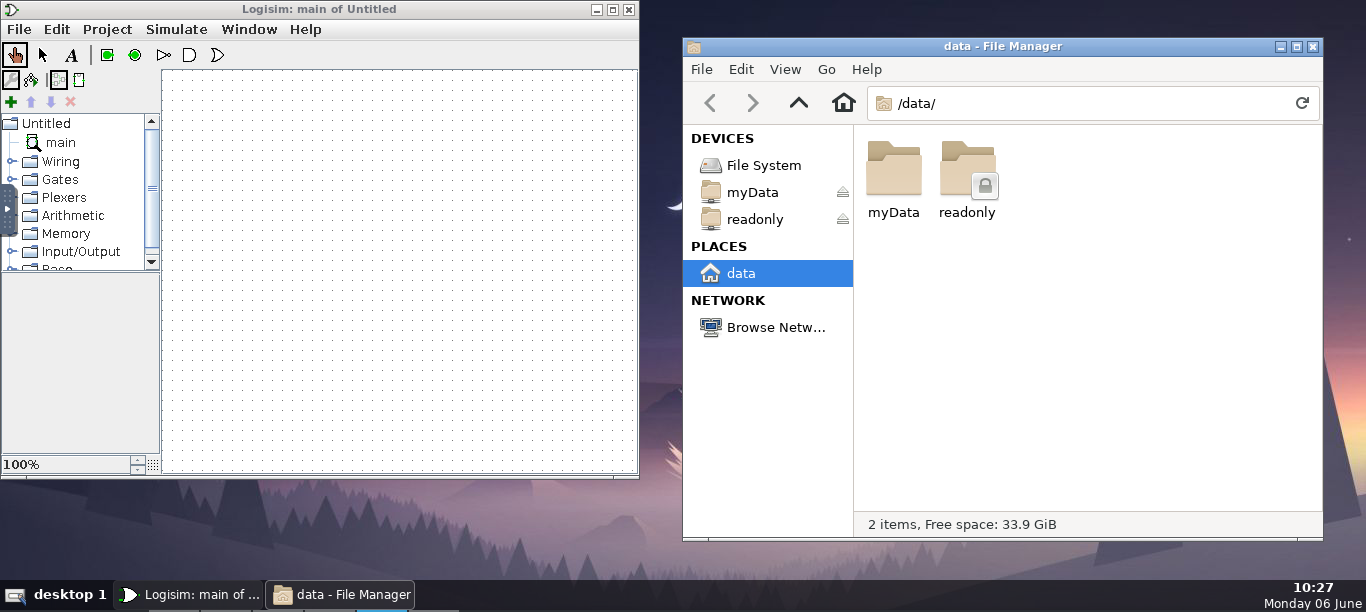 Logisim: main of Untitled
File Edit Project Simulate Window Help
A
Untitled
main
Wiring
Gates
Plexers
Arithmetic
Memory
Input/Output
Base
100%
data - File Manager
File Edit View Go Help
/data/
DEVICES
File System
myData
readonly
PLACES
data
NETWORK
Browse Netw...
myData readonly
2 items, Free space: 33.9 GiB
desktop 1 Logisim: main of ... data - File Manager
10:27
Monday 06 June